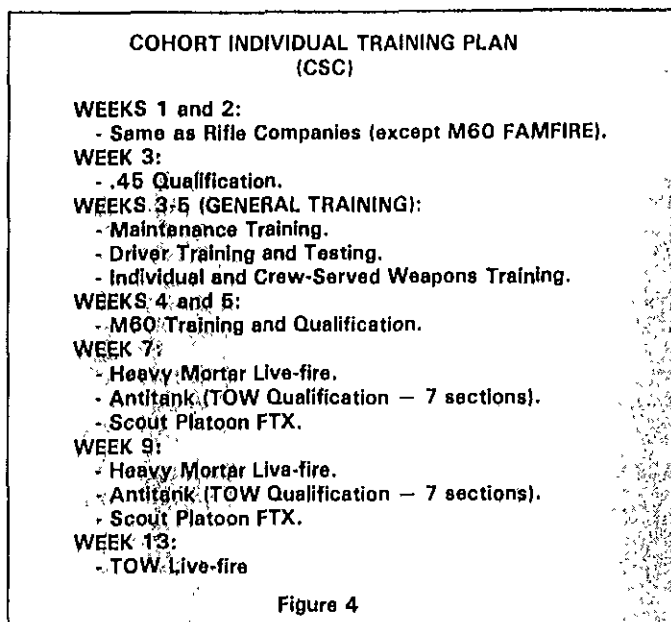 COHORT INDIVIDUAL TRAINING PLAN
(CSC)
WEEKS 1 and 2:
- Same as Rifle Companies (except M60 FAMFIRE).
WEEK 3:
- .45 Qualification.
WEEKS 3-5 (GENERAL TRAINING):
- Maintenance Training.
- Driver Training and Testing.
- Individual and Crew-Served Weapons Training.
WEEKS 4 and 5:
- M60 Training and Qualification.
WEEK 7:
- Heavy Mortar Live-fire.
- Antitank (TOW Qualification — 7 sections).
- Scout Platoon FTX.
WEEK 9:
- Heavy Mortar Live-fire.
- Antitank (TOW Qualification — 7 sections).
- Scout Platoon FTX.
WEEK 13:
- TOW Live-fire
Figure 4